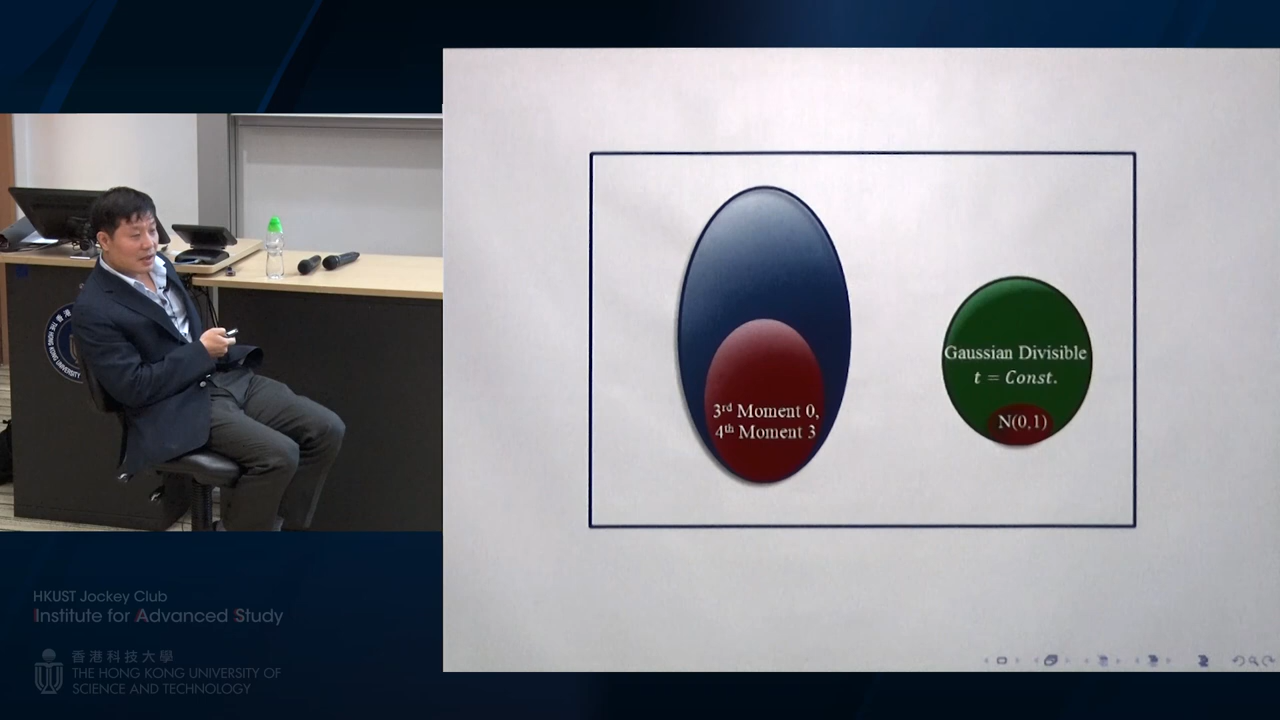 3rd Moment 0,
4th Moment 3
Gaussian Divisible
t = Const.
N(0,1)
HKUST Jockey Club
Institute for Advanced Study
香港科技大學
THE HONG KONG UNIVERSITY OF
SCIENCE AND TECHNOLOGY